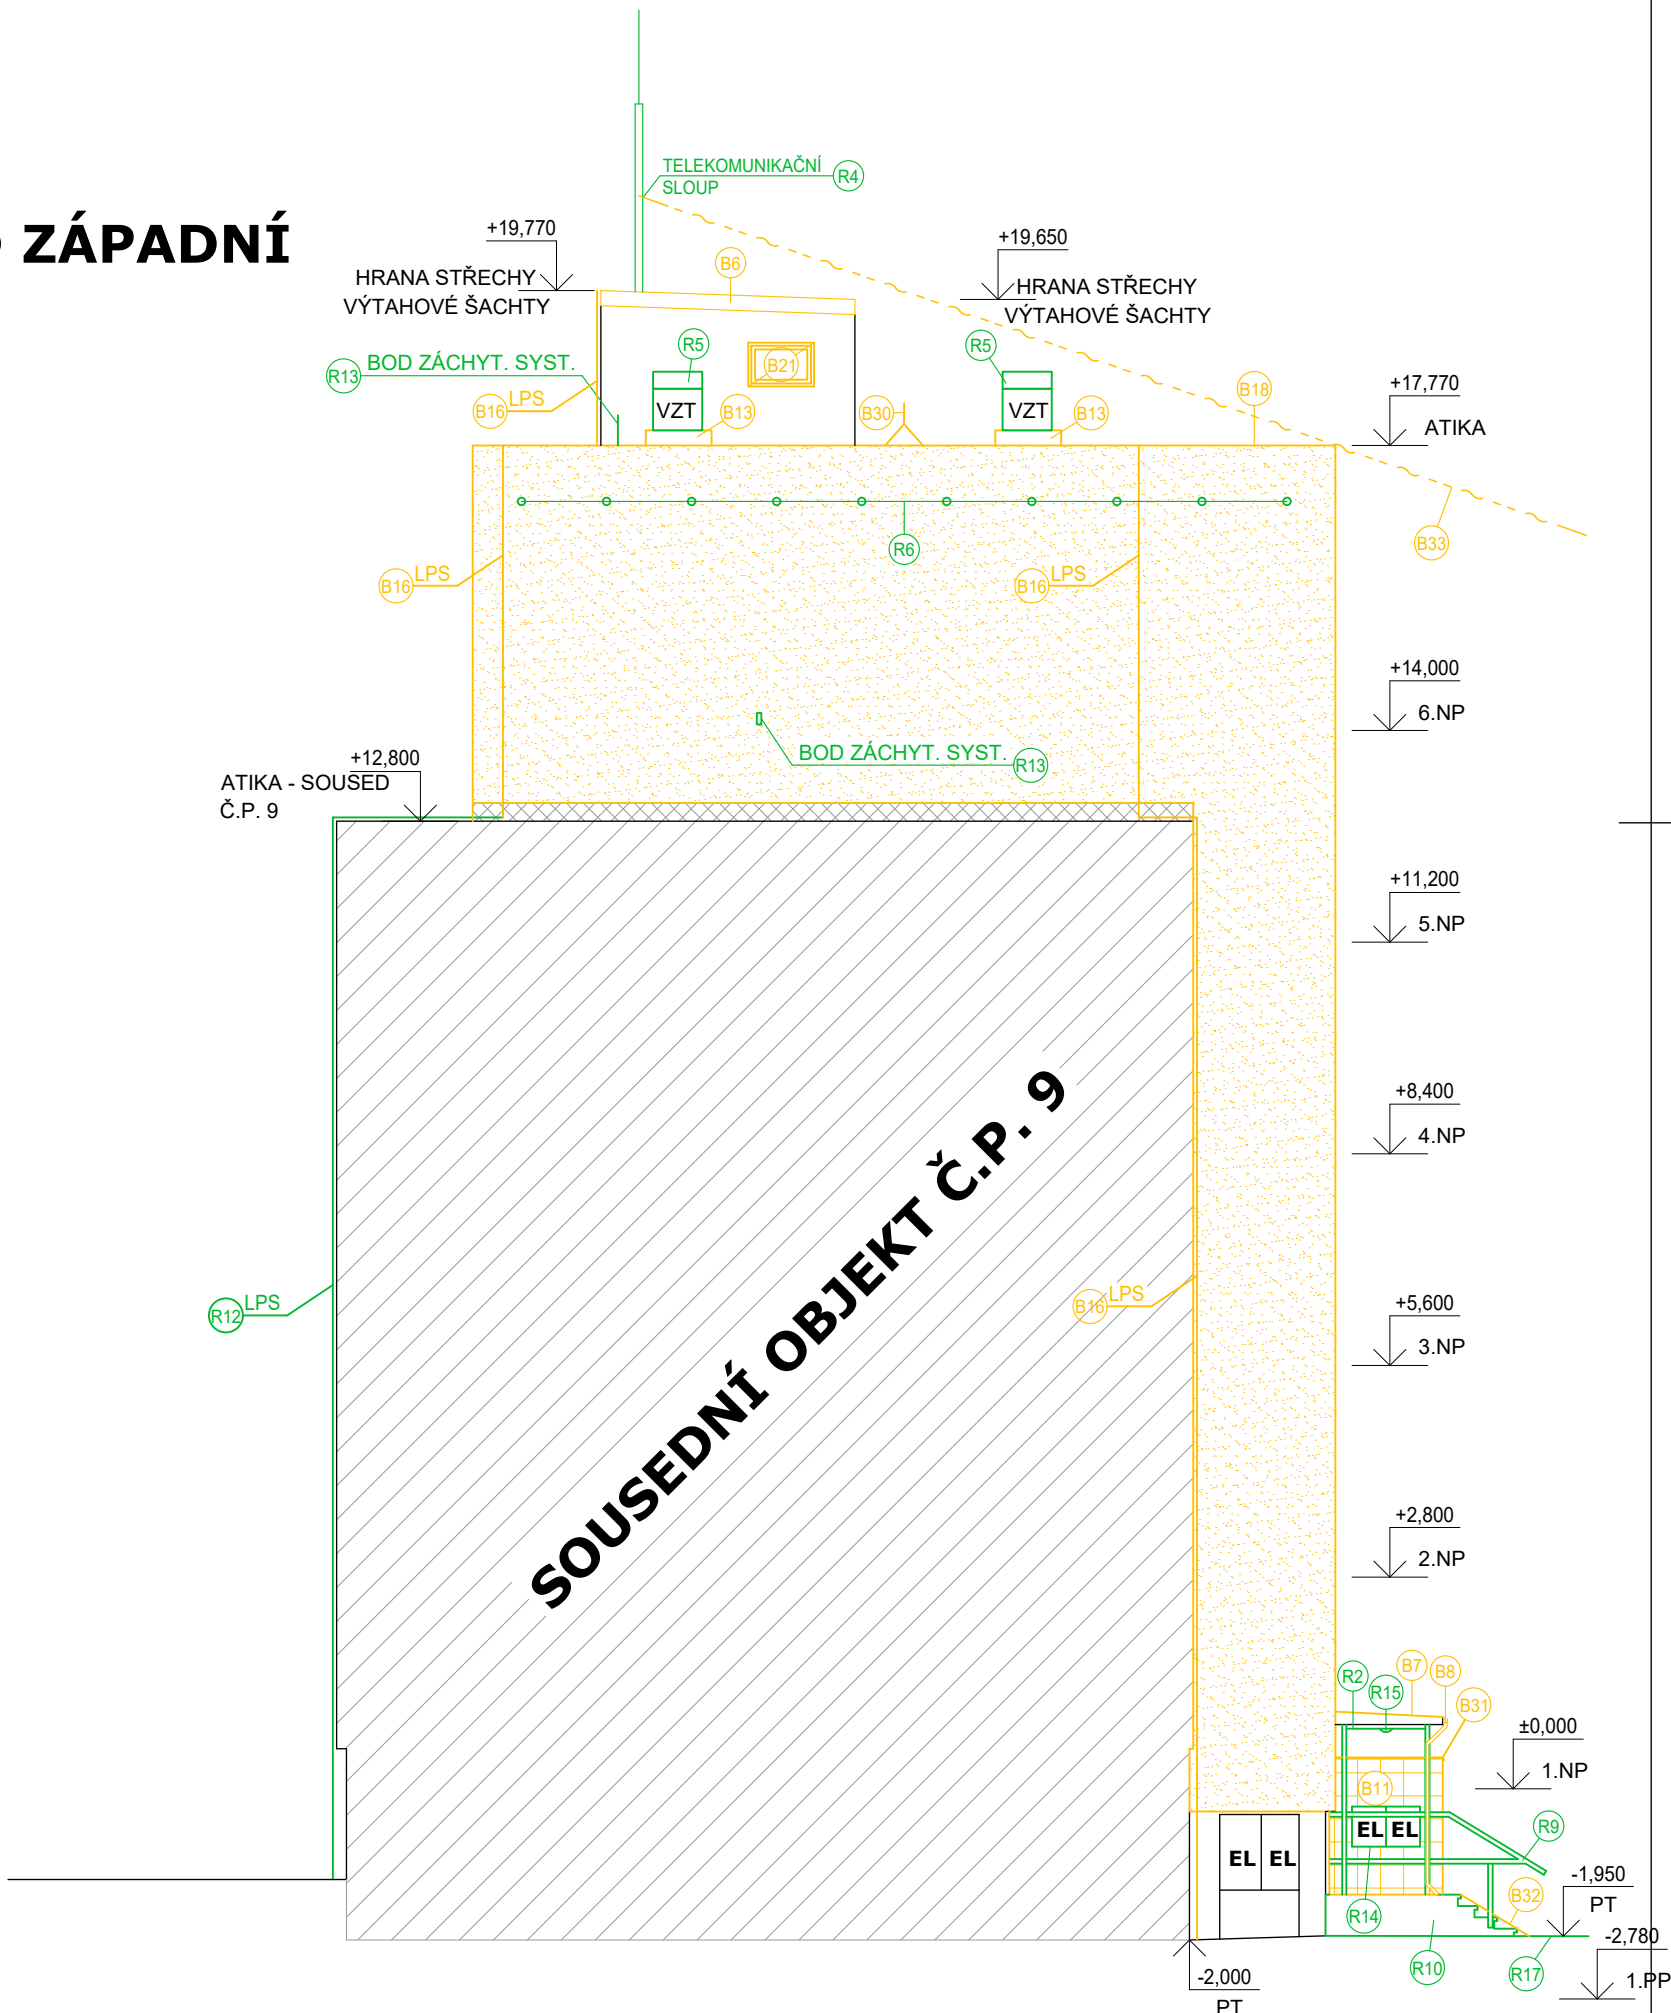 TELEKOMUNIKAČNÍ
SLOUP
R4
ZÁPADNÍ
+19,770
+19,650
B6
HRANA STŘECHY
VÝTAHOVÉ ŠACHTY
HRANA STŘECHY
VÝTAHOVÉ ŠACHTY
R5
R5
B21
R13
BOD ZÁCHYT. SYST.
B18
+17,770
B16
LPS
VZT
B13
B30
VZT
B13
ATIKA
R6
B33
B16
LPS
B16
LPS
+14,000
6.NP
BOD ZÁCHYT. SYST.
R13
+12,800
ATIKA - SOUSED
Č.P. 9
+11,200
5.NP
+8,400
4.NP
SOUSEDNÍ OBJEKT Č.P. 9
R12
LPS
B16
LPS
+5,600
3.NP
+2,800
2.NP
R2
R15
B7
B8
B31
±0,000
1.NP
B11
EL
EL
R9
EL
EL
-1,950
PT
B32
R14
-2,780
1.PP
R10
R17
-2,000
PT